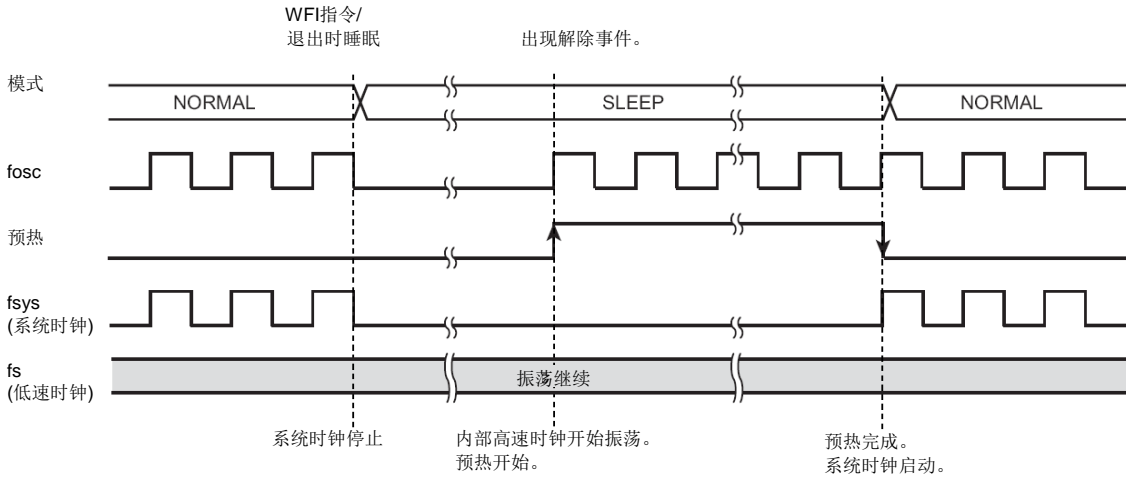 WFI指令/
退出时睡眠
出现解除事件。
模式
NORMAL
SLEEP
NORMAL
fosc
预热
fsys
(系统时钟)
fs
(低速时钟)
振荡继续
系统时钟停止
内部高速时钟开始振荡。
预热开始。
预热完成。
系统时钟启动。